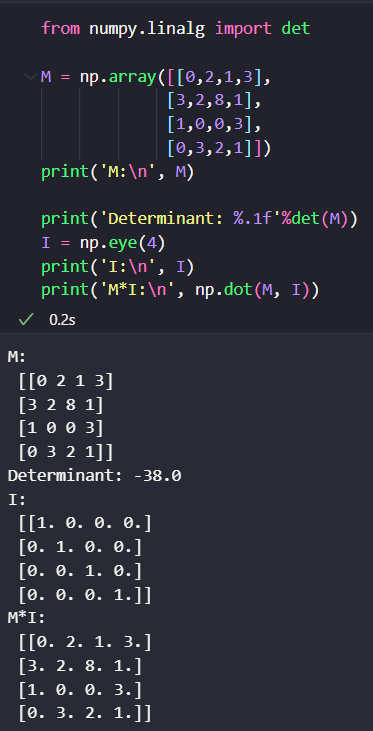 from numpy.linalg import det
M = np.array([[0,2,1,3],
[3,2,8,1],
[1,0,0,3],
[0,3,2,1]])
print('M:\n', M)
print('Determinant: %.1f'%det(M))
I = np.eye(4)
print('I:\n', I)
print('M*I:\n', np.dot(M, I))
0.2s
M:
[[0 2 1 3]
[3 2 8 1]
[1 0 0 3]
[0 3 2 1]]
Determinant: -38.0
I:
[[1. 0. 0. 0.]
[0. 1. 0. 0.]
[0. 0. 1. 0.]
[0. 0. 0. 1.]]
M*I:
[[0. 2. 1. 3.]
[3. 2. 8. 1.]
[1. 0. 0. 3.]
[0. 3. 2. 1.]]